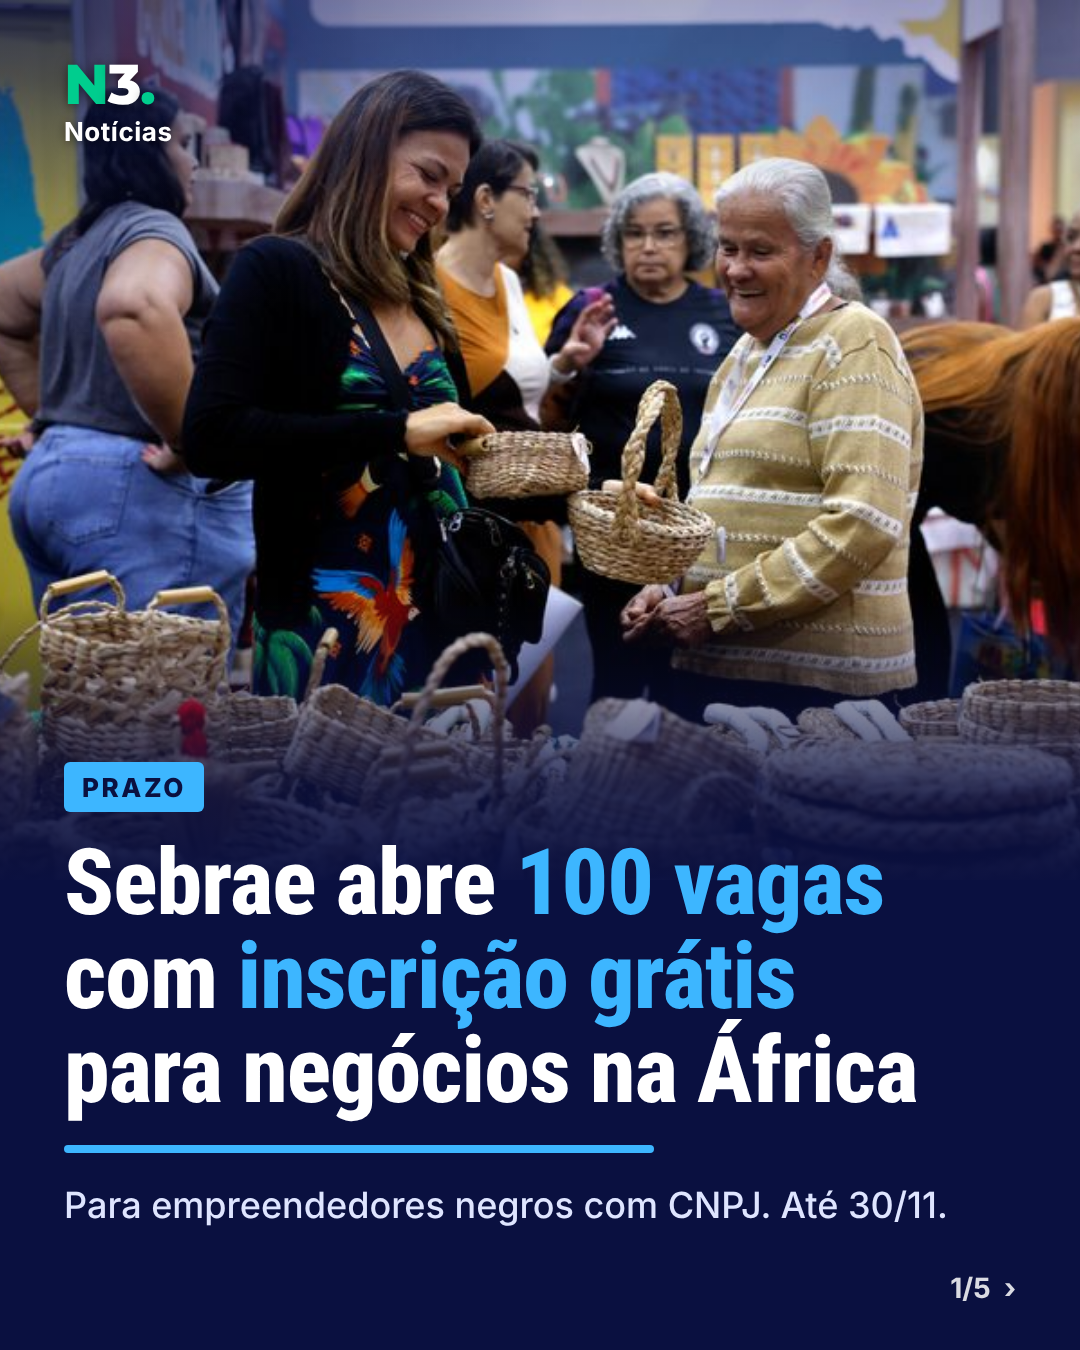 N3.
Notícias
PRAZO
Sebrae abre 100 vagas
com inscrição grátis
para negócios na África
Para empreendedores negros com CNPJ. Até 30/11.
1/5 ›